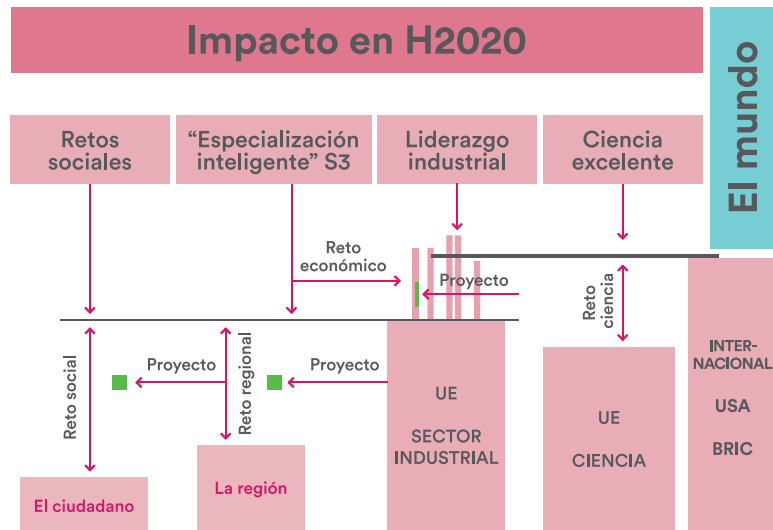 Impacto en H2020
El mundo
Retos
sociales
“Especialización
inteligente” S3
Liderazgo
industrial
Ciencia
excelente
Reto
económico
Proyecto
Reto
ciencia
Reto social
Proyecto
Reto regional
Proyecto
UE
SECTOR
INDUSTRIAL
UE
CIENCIA
INTER-
NACIONAL
USA
BRIC
El ciudadano
La región